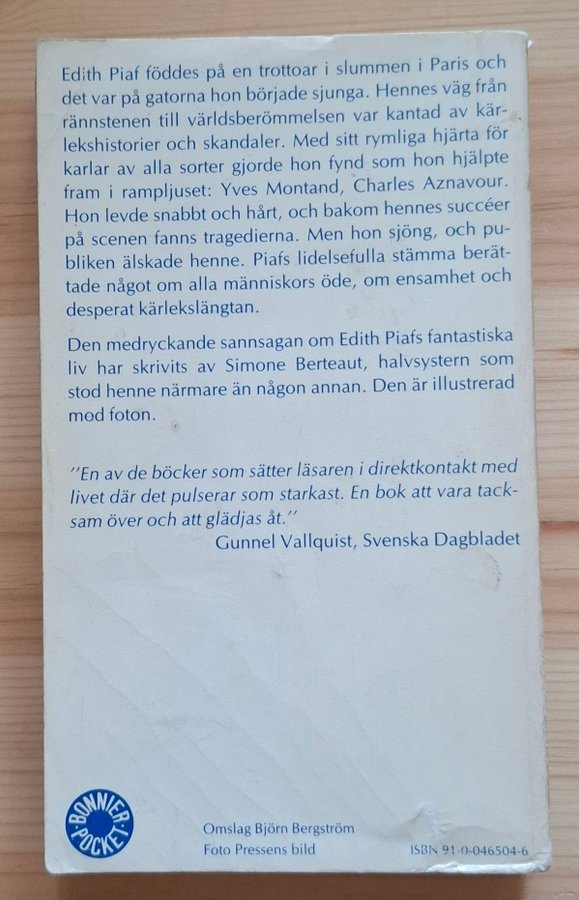 Edith Piaf föddes på en trottoar i slummen i Paris och
det var på gatorna hon började sjunga. Hennes väg från
rännstenen till världsberömmelsen var kantad av kär-
lekshistorier och skandaler. Med sitt rymliga hjärta för
karlar av alla sorter gjorde hon fynd som hon hjälpte
fram i rampljuset: Yves Montand, Charles Aznavour.
Hon levde snabbt och hårt, och bakom hennes succéer
på scenen fanns tragedierna. Men hon sjöng, och pu-
bliken älskade henne. Piafs lidelsefulla stämma berät-
tade något om alla människors öde, om ensamhet och
desperat kärlekslängtan.
Den medryckande sannsagan om Edith Piafs fantastiska
liv har skrivits av Simone Berteaut, halvsystern som
stod henne närmare än någon annan. Den är illustrerad
med foton.
"En av de böcker som sätter läsaren i direktkontakt med
livet där det pulserar som starkast. En bok att vara tack-
sam över och att glädjas åt."
Gunnel Vallquist, Svenska Dagbladet
BONNIER·POCKET·
Omslag Björn Bergström
Foto Pressens bild
ISBN 91-0-046504-6